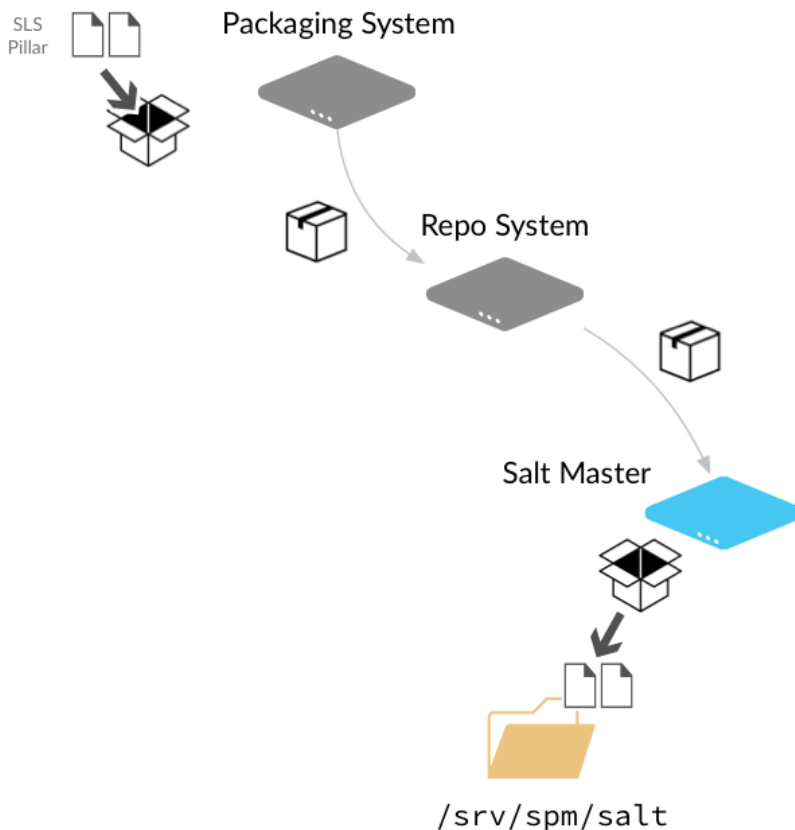 SLS
Pillar
Packaging System
Repo System
Salt Master
/srv/spm/salt